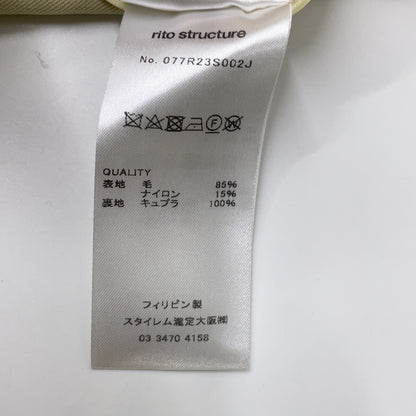 rito structure
No. 077R23S002J
QUALITY
表地 毛 85%
ナイロン 15%
裏地 キュプラ 100%
フィリピン製
スタイレム瀧定大阪㈱
03 3470 4158